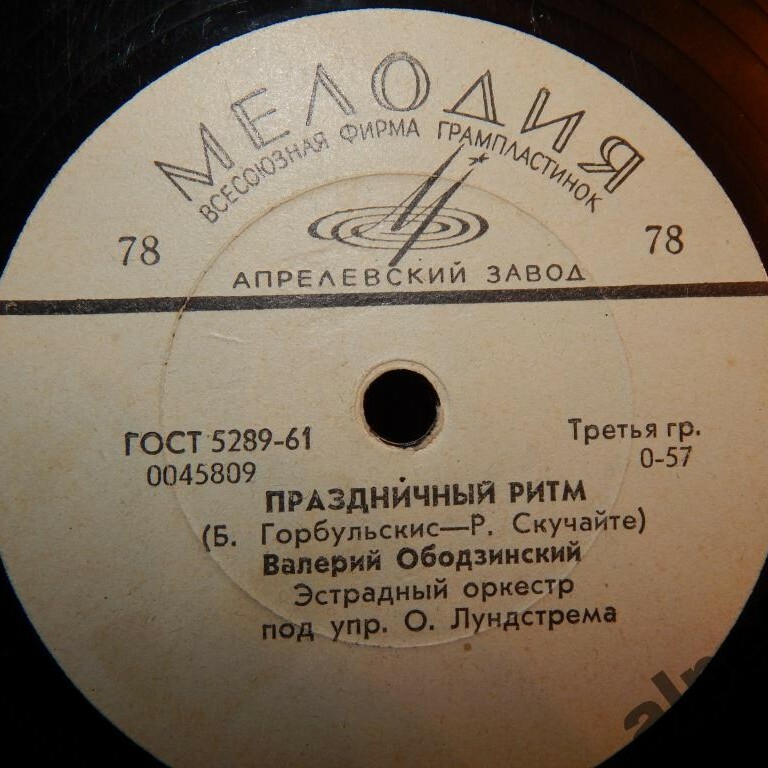 МЕЛОДИЯ
ВСЕСОЮЗНАЯ ФИРМА ГРАМПЛАСТИНОК
78
78
АПРЕЛЕВСКИЙ ЗАВОД
ГОСТ 5289-61
0045809
Третья гр.
0-57
ПРАЗДНИЧНЫЙ РИТМ
(Б. Горбульскис—Р. Скучайте)
Валерий Ободзинский
Эстрадный оркестр
под упр. О. Лундстрема